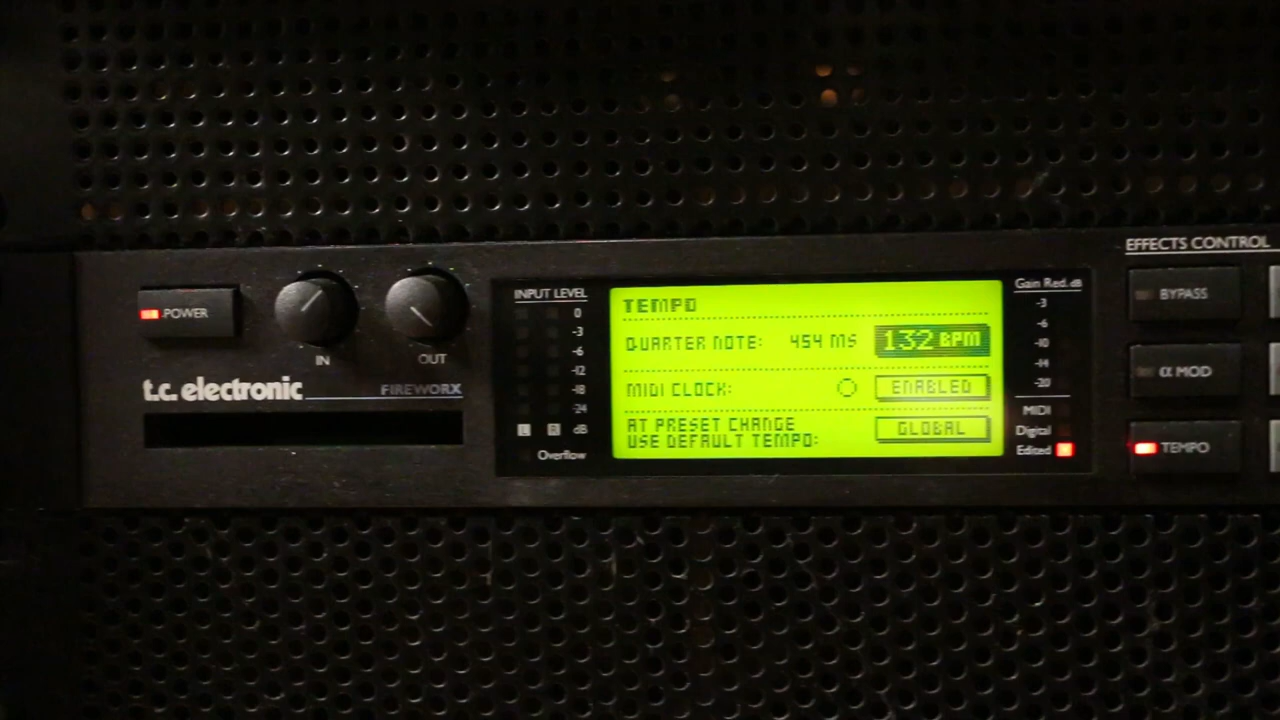 EFFECTS CONTROL
POWER
IN
OUT
t.c. electronic
FIREWORX
INPUT LEVEL
0
-3
-6
-12
-18
-24
L R dB
Overflow
TEMPO
QUARTER NOTE: 454 MS 132 BPM
MIDI CLOCK: ENABLED
AT PRESET CHANGE
USE DEFAULT TEMPO: GLOBAL
Gain Red. dB
-3
-6
-10
-14
-20
MIDI
Digital
Edited
BYPASS
α MOD
TEMPO